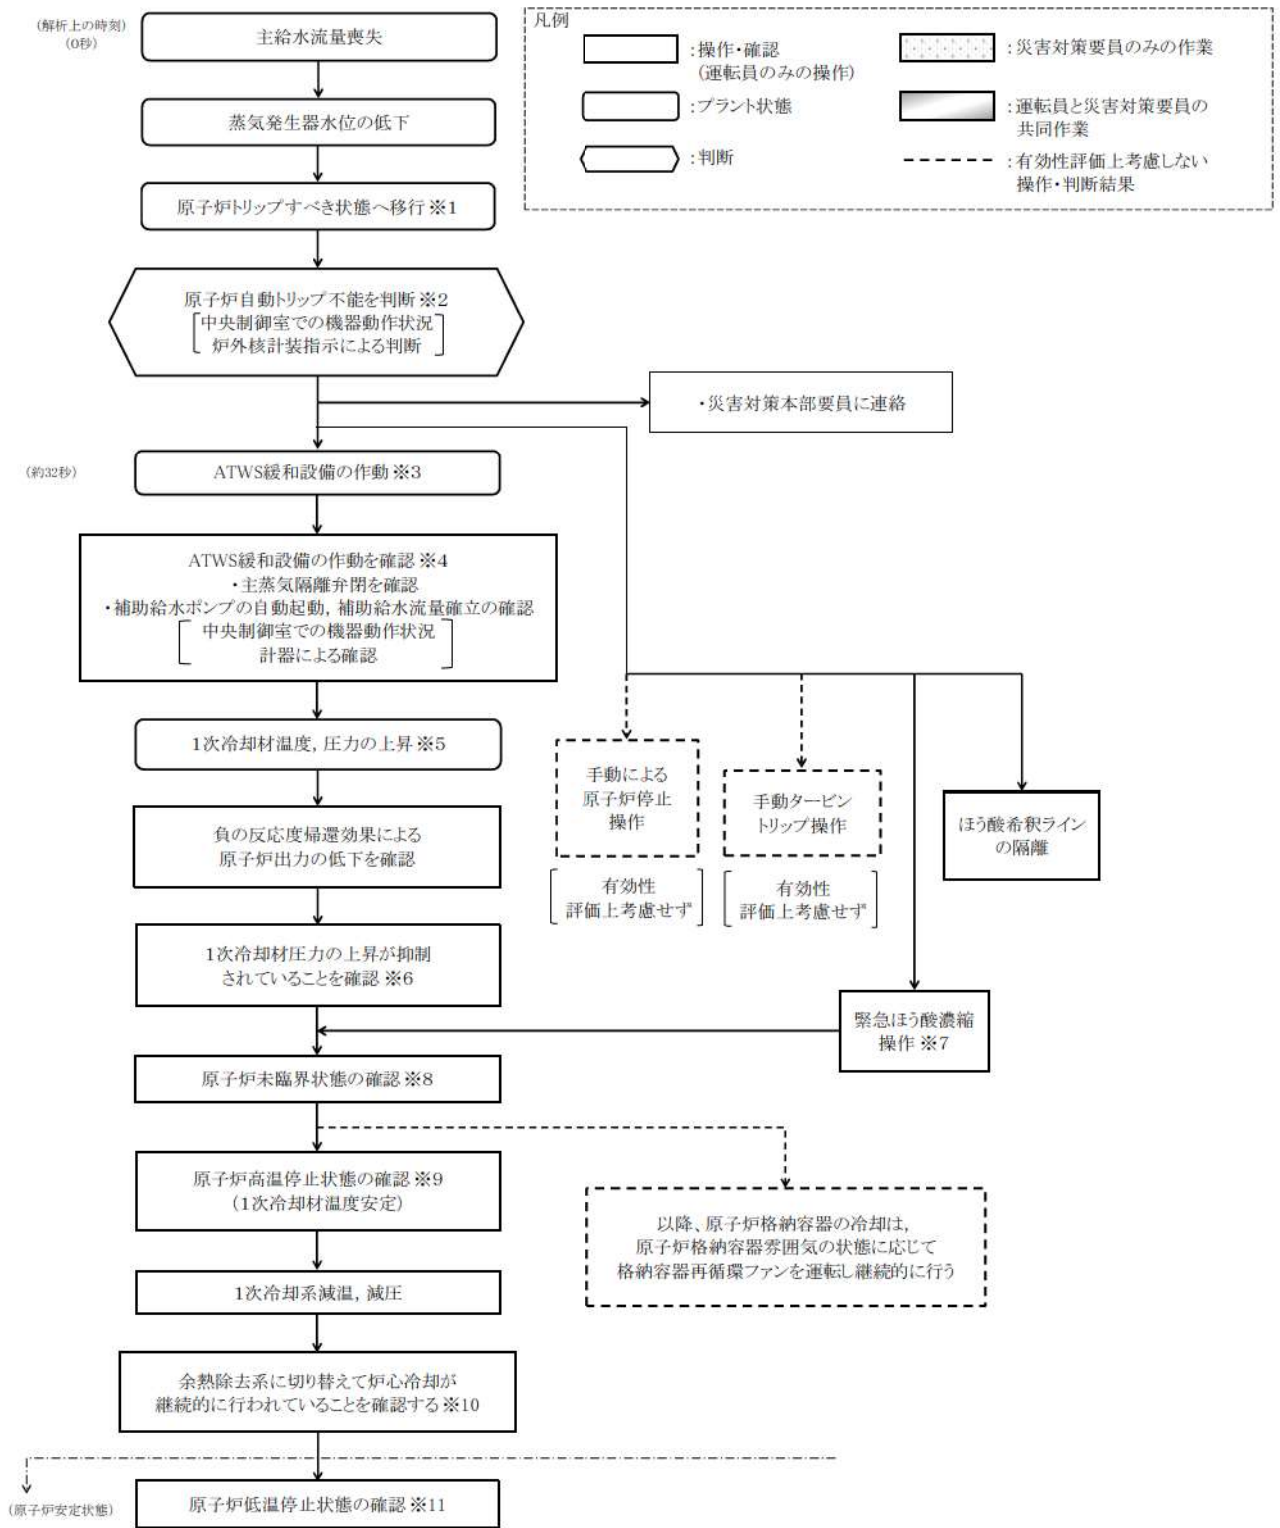 (解析上の時刻)
(0秒)
主給水流量喪失
凡例
:操作・確認
(運転員のみの操作)
:プラント状態
:判断
:災害対策要員のみの作業
:運転員と災害対策要員の
共同作業
:有効性評価上考慮しない
操作・判断結果
蒸気発生器水位の低下
原子炉トリップすべき状態へ移行※1
原子炉自動トリップ不能を判断※2
中央制御室での機器動作状況
炉外核計装指示による判断
・災害対策本部要員に連絡
(約32秒)
ATWS緩和設備の作動※3
ATWS緩和設備の作動を確認※4
・主蒸気隔離弁閉を確認
・補助給水ポンプの自動起動, 補助給水流量確立の確認
中央制御室での機器動作状況
計器による確認
1次冷却材温度, 圧力の上昇※5
手動による
原子炉停止
操作
有効性
評価上考慮せず
手動タービン
トリップ操作
有効性
評価上考慮せず
ほう酸希釈ライン
の隔離
負の反応度帰還効果による
原子炉出力の低下を確認
1次冷却材圧力の上昇が抑制
されていることを確認※6
緊急ほう酸濃縮
操作※7
原子炉未臨界状態の確認※8
原子炉高温停止状態の確認※9
(1次冷却材温度安定)
以降、原子炉格納容器の冷却は,
原子炉格納容器雰囲気の状態に応じて
格納容器再循環ファンを運転し継続的に行う
1次冷却系減温, 減圧
余熱除去系に切り替えて炉心冷却が
継続的に行われていることを確認する※10
(原子炉安定状態)
原子炉低温停止状態の確認※11